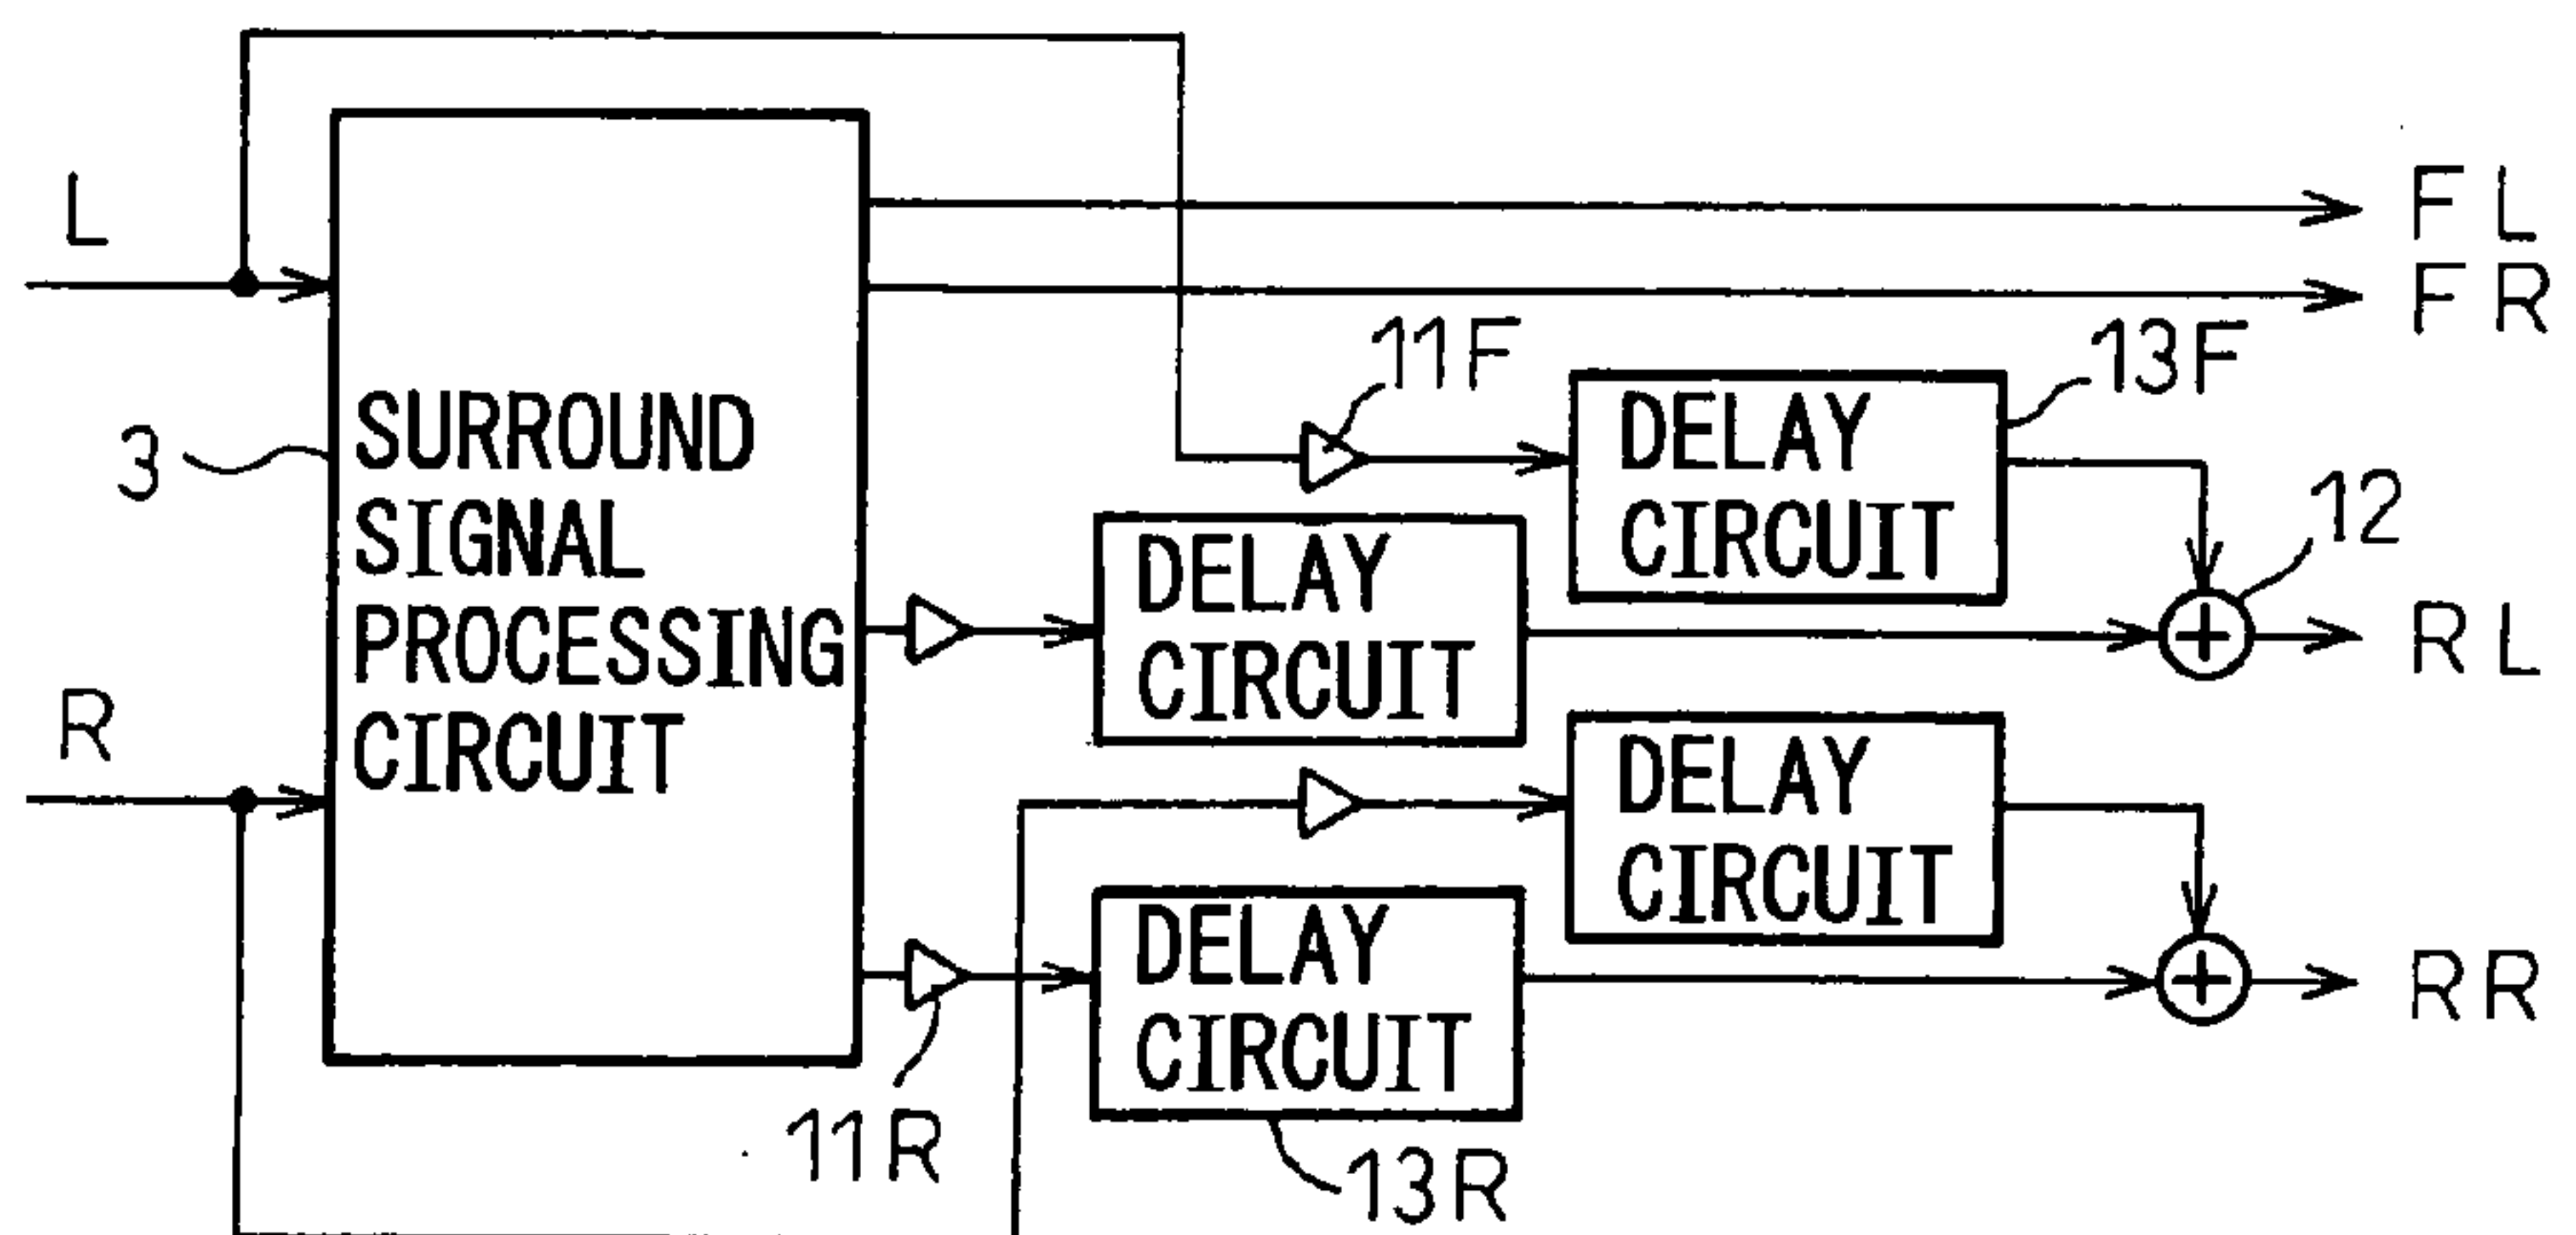 L
R
3
SURROUND
SIGNAL
PROCESSING
CIRCUIT
FL
FR
11F
13F
DELAY
CIRCUIT
12
DELAY
CIRCUIT
RL
DELAY
CIRCUIT
DELAY
CIRCUIT
RR
11R
13R